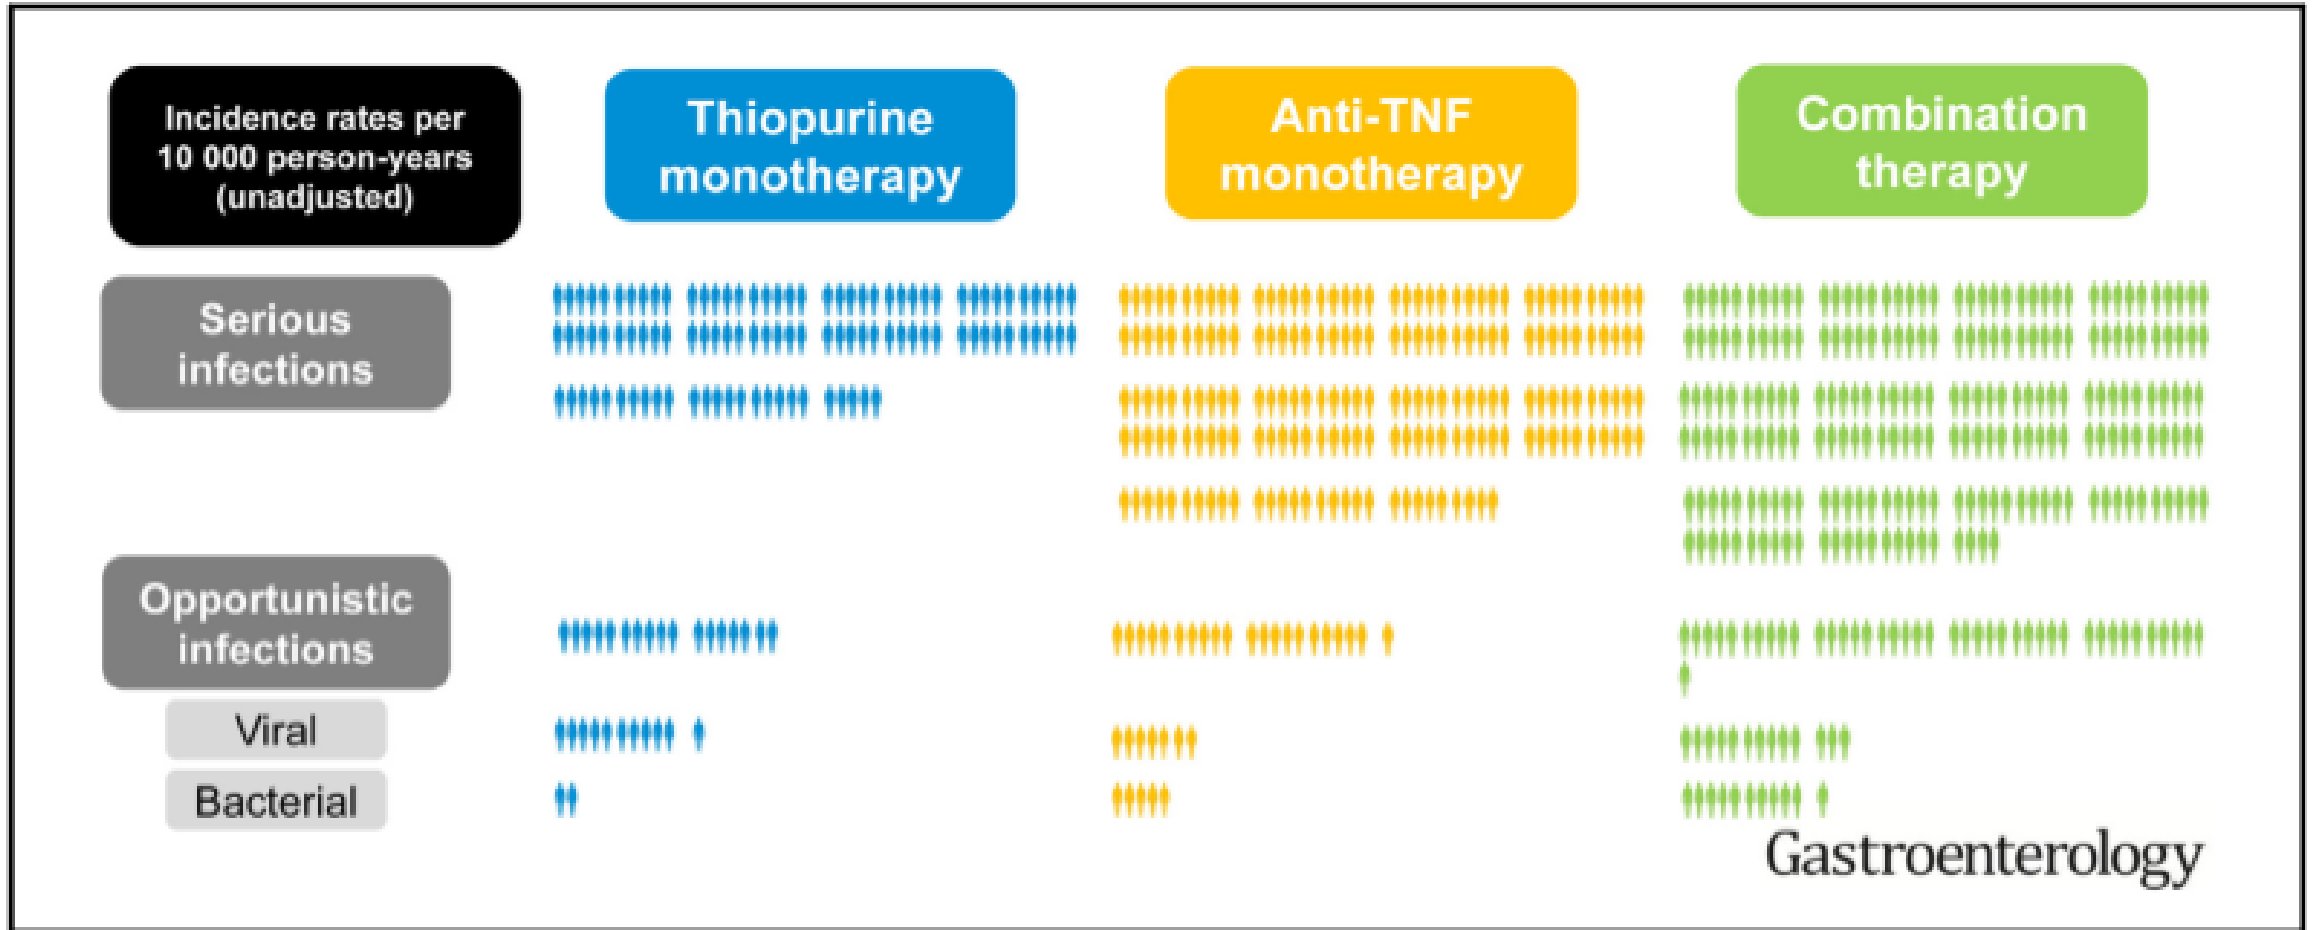 Incidence rates per
10 000 person-years
(unadjusted)
Thiopurine
monotherapy
Anti-TNF
monotherapy
Combination
therapy
Serious
infections
Opportunistic
infections
Viral
Bacterial
Gastroenterology